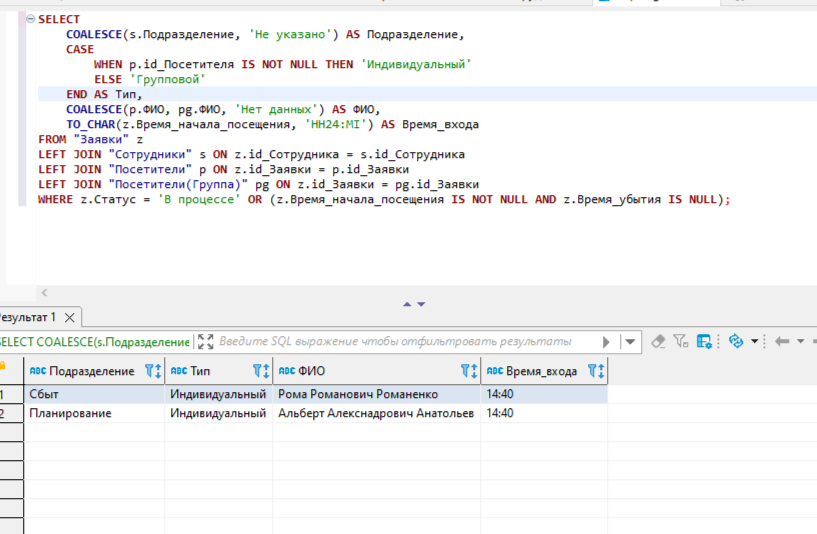 SELECT
COALESCE(s.Подразделение, 'Не указано') AS Подразделение,
CASE
WHEN p.id_Посетителя IS NOT NULL THEN 'Индивидуальный'
ELSE 'Групповой'
END AS Тип,
COALESCE(p.ФИО, pg.ФИО, 'Нет данных') AS ФИО,
TO_CHAR(z.Время_начала_посещения, 'HH24:MI') AS Время_входа
FROM "Заявки" z
LEFT JOIN "Сотрудники" s ON z.id_Сотрудника = s.id_Сотрудника
LEFT JOIN "Посетители" p ON z.id_Заявки = p.id_Заявки
LEFT JOIN "Посетители(Группа)" pg ON z.id_Заявки = pg.id_Заявки
WHERE z.Статус = 'В процессе' OR (z.Время_начала_посещения IS NOT NULL AND z.Время_убытия IS NULL);
езультат 1
SELECT COALESCE(s.Подразделение Введите SQL выражение чтобы отфильтровать результаты
ABC Подразделение ABC Тип ABC ФИО ABC Время_входа
1 Сбыт Индивидуальный Рома Романович Романенко 14:40
2 Планирование Индивидуальный Альберт Алекснадрович Анатольев 14:40